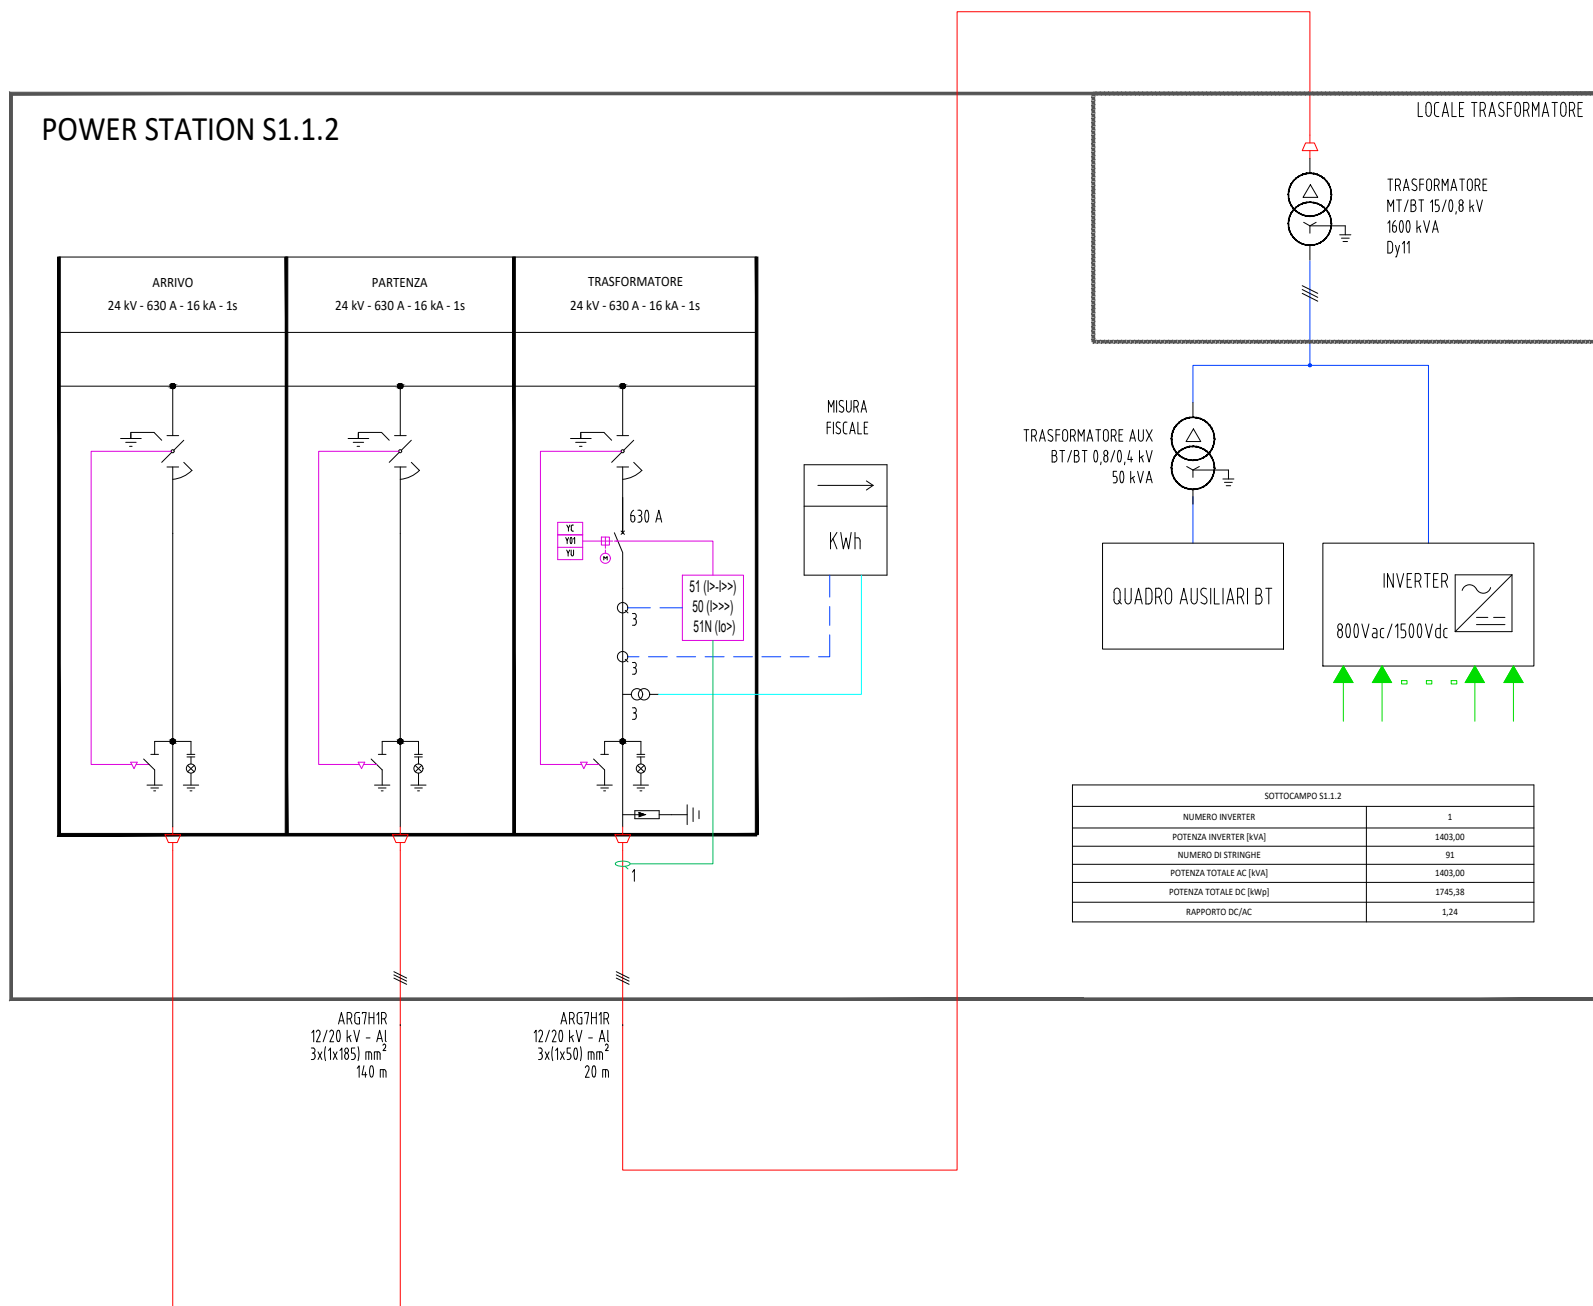 POWER STATION S1.1.2
LOCALE TRASFORMATORE
TRASFORMATORE
MT/BT 15/0,8 kV
1600 kVA
Dy11
ARRIVO
24 kV - 630 A - 16 kA - 1s
PARTENZA
24 kV - 630 A - 16 kA - 1s
TRASFORMATORE
24 kV - 630 A - 16 kA - 1s
MISURA
FISCALE
KWh
TRASFORMATORE AUX
BT/BT 0,8/0,4 kV
50 kVA
630 A
YC
YO1
YU
M
51 (I>-I>>)
50 (I>>>)
51N (Io>)
3
3
3
1
QUADRO AUSILIARI BT
INVERTER
800Vac/1500Vdc
SOTTOCAMPO S1.1.2
NUMERO INVERTER 1
POTENZA INVERTER [kVA] 1403,00
NUMERO DI STRINGHE 91
POTENZA TOTALE AC [kVA] 1403,00
POTENZA TOTALE DC [kWp] 1745,38
RAPPORTO DC/AC 1,24
ARG7H1R
12/20 kV - Al
3x(1x185) mm²
140 m
ARG7H1R
12/20 kV - Al
3x(1x50) mm²
20 m